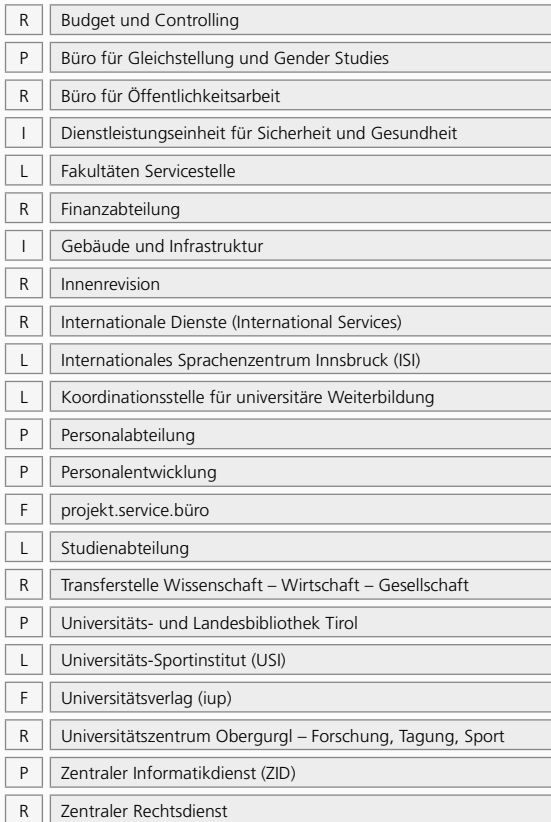 R Budget und Controlling
P Büro für Gleichstellung und Gender Studies
R Büro für Öffentlichkeitsarbeit
I Dienstleistungseinheit für Sicherheit und Gesundheit
L Fakultäten Servicestelle
R Finanzabteilung
I Gebäude und Infrastruktur
R Innenrevision
R Internationale Dienste (International Services)
L Internationales Sprachenzentrum Innsbruck (ISI)
L Koordinationsstelle für universitäre Weiterbildung
P Personalabteilung
P Personalentwicklung
F projekt.service.büro
L Studienabteilung
R Transferstelle Wissenschaft – Wirtschaft – Gesellschaft
P Universitäts- und Landesbibliothek Tirol
L Universitäts-Sportinstitut (USI)
F Universitätsverlag (iup)
R Universitätszentrum Obergurgl – Forschung, Tagung, Sport
P Zentraler Informatikdienst (ZID)
R Zentraler Rechtsdienst